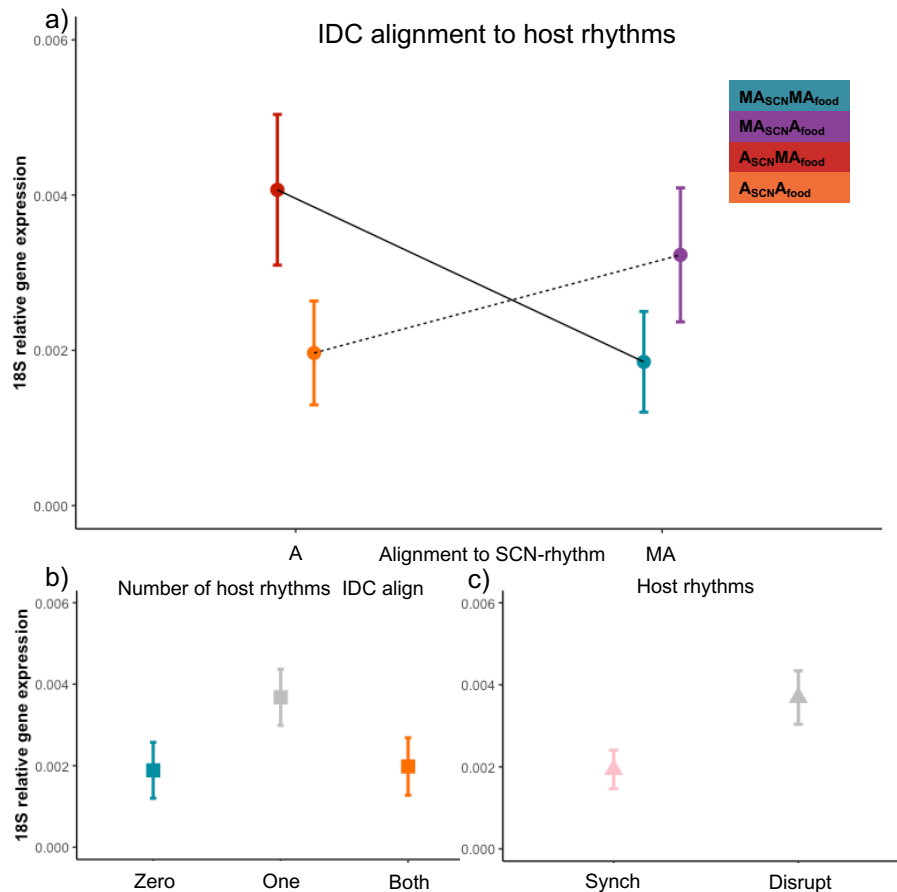 a)
IDC alignment to host rhythms
0.006
0.004
0.002
0.000
18S relative gene expression
MASCNMAfood
MASCNAfood
ASCNMAfood
ASCNAfood
A
Alignment to SCN-rhythm
MA
b)
Number of host rhythms IDC align
0.006
0.004
0.002
0.000
18S relative gene expression
Zero
One
Both
c)
Host rhythms
0.006
0.004
0.002
0.000
Synch
Disrupt